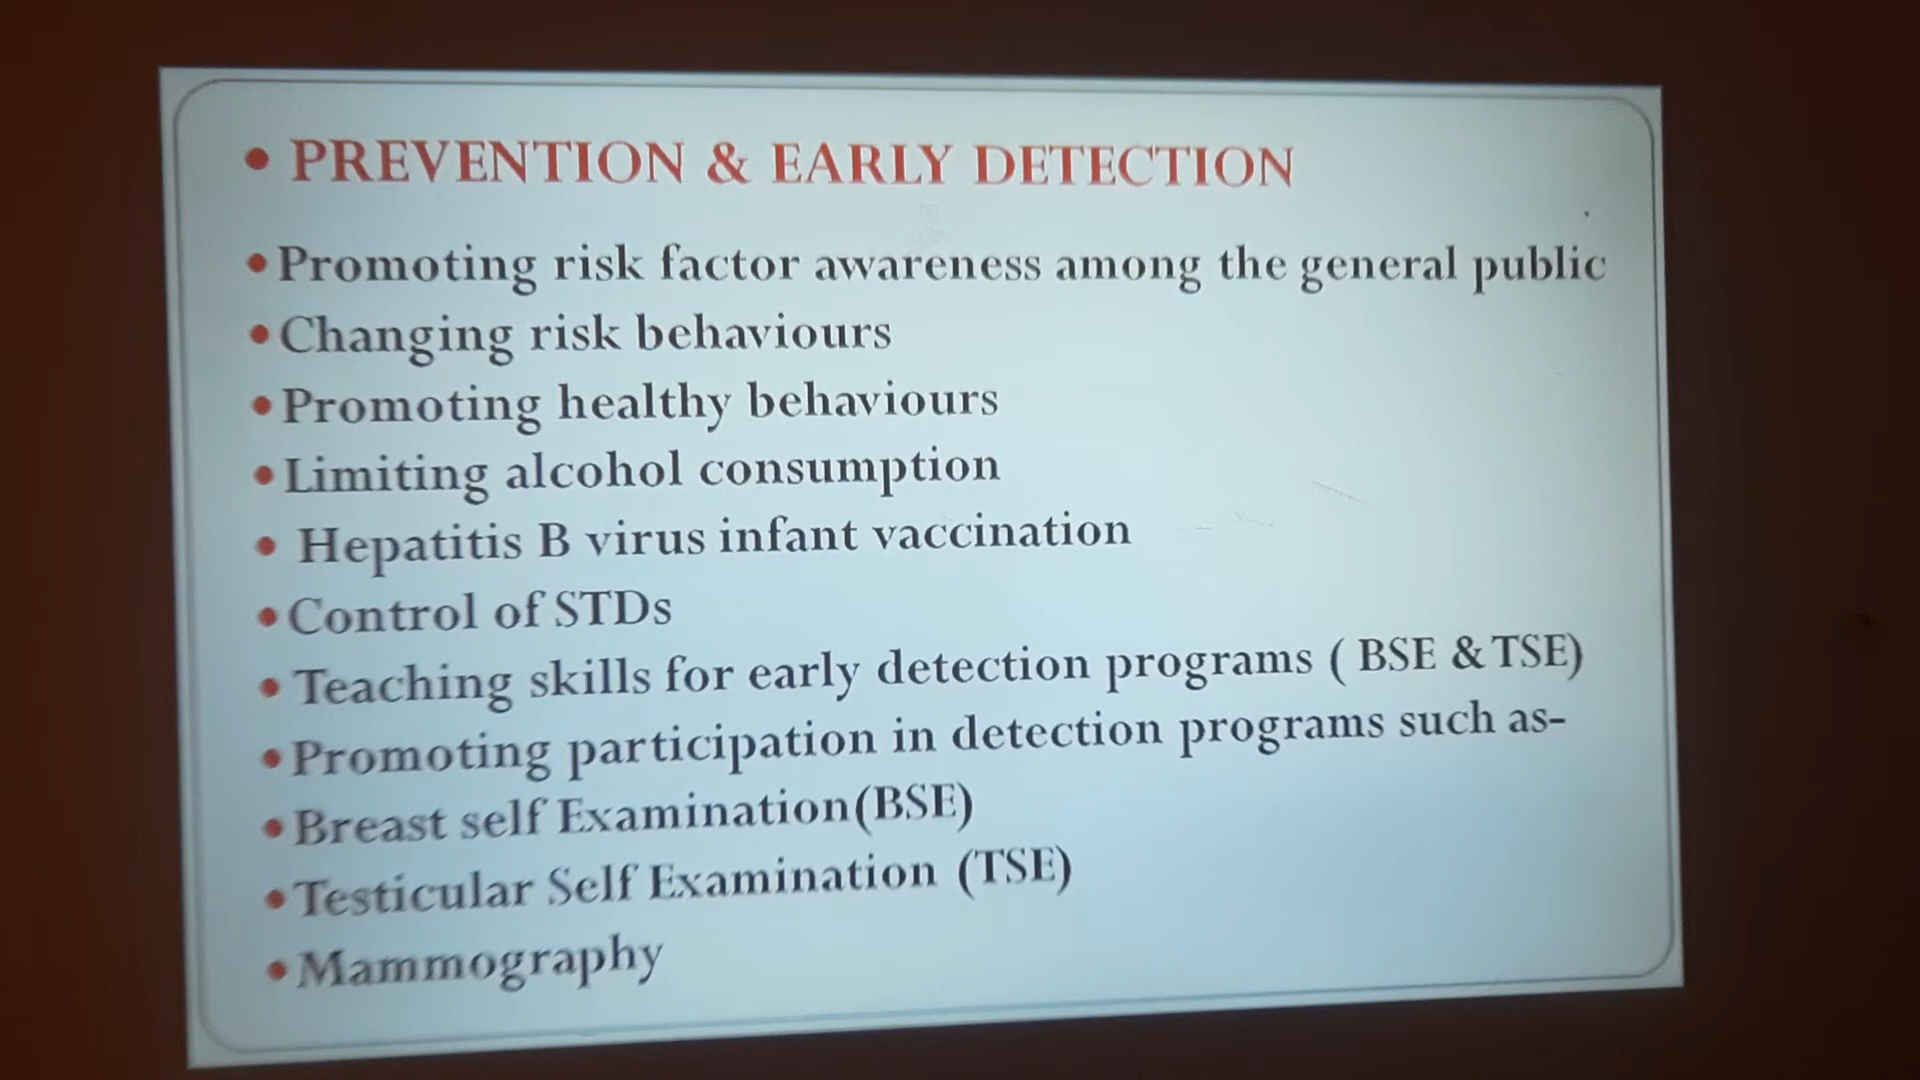 • PREVENTION & EARLY DETECTION
• Promoting risk factor awareness among the general public
• Changing risk behaviours
• Promoting healthy behaviours
• Limiting alcohol consumption
• Hepatitis B virus infant vaccination
• Control of STDs
• Teaching skills for early detection programs ( BSE & TSE)
• Promoting participation in detection programs such as-
• Breast self Examination(BSE)
• Testicular Self Examination (TSE)
• Mammography